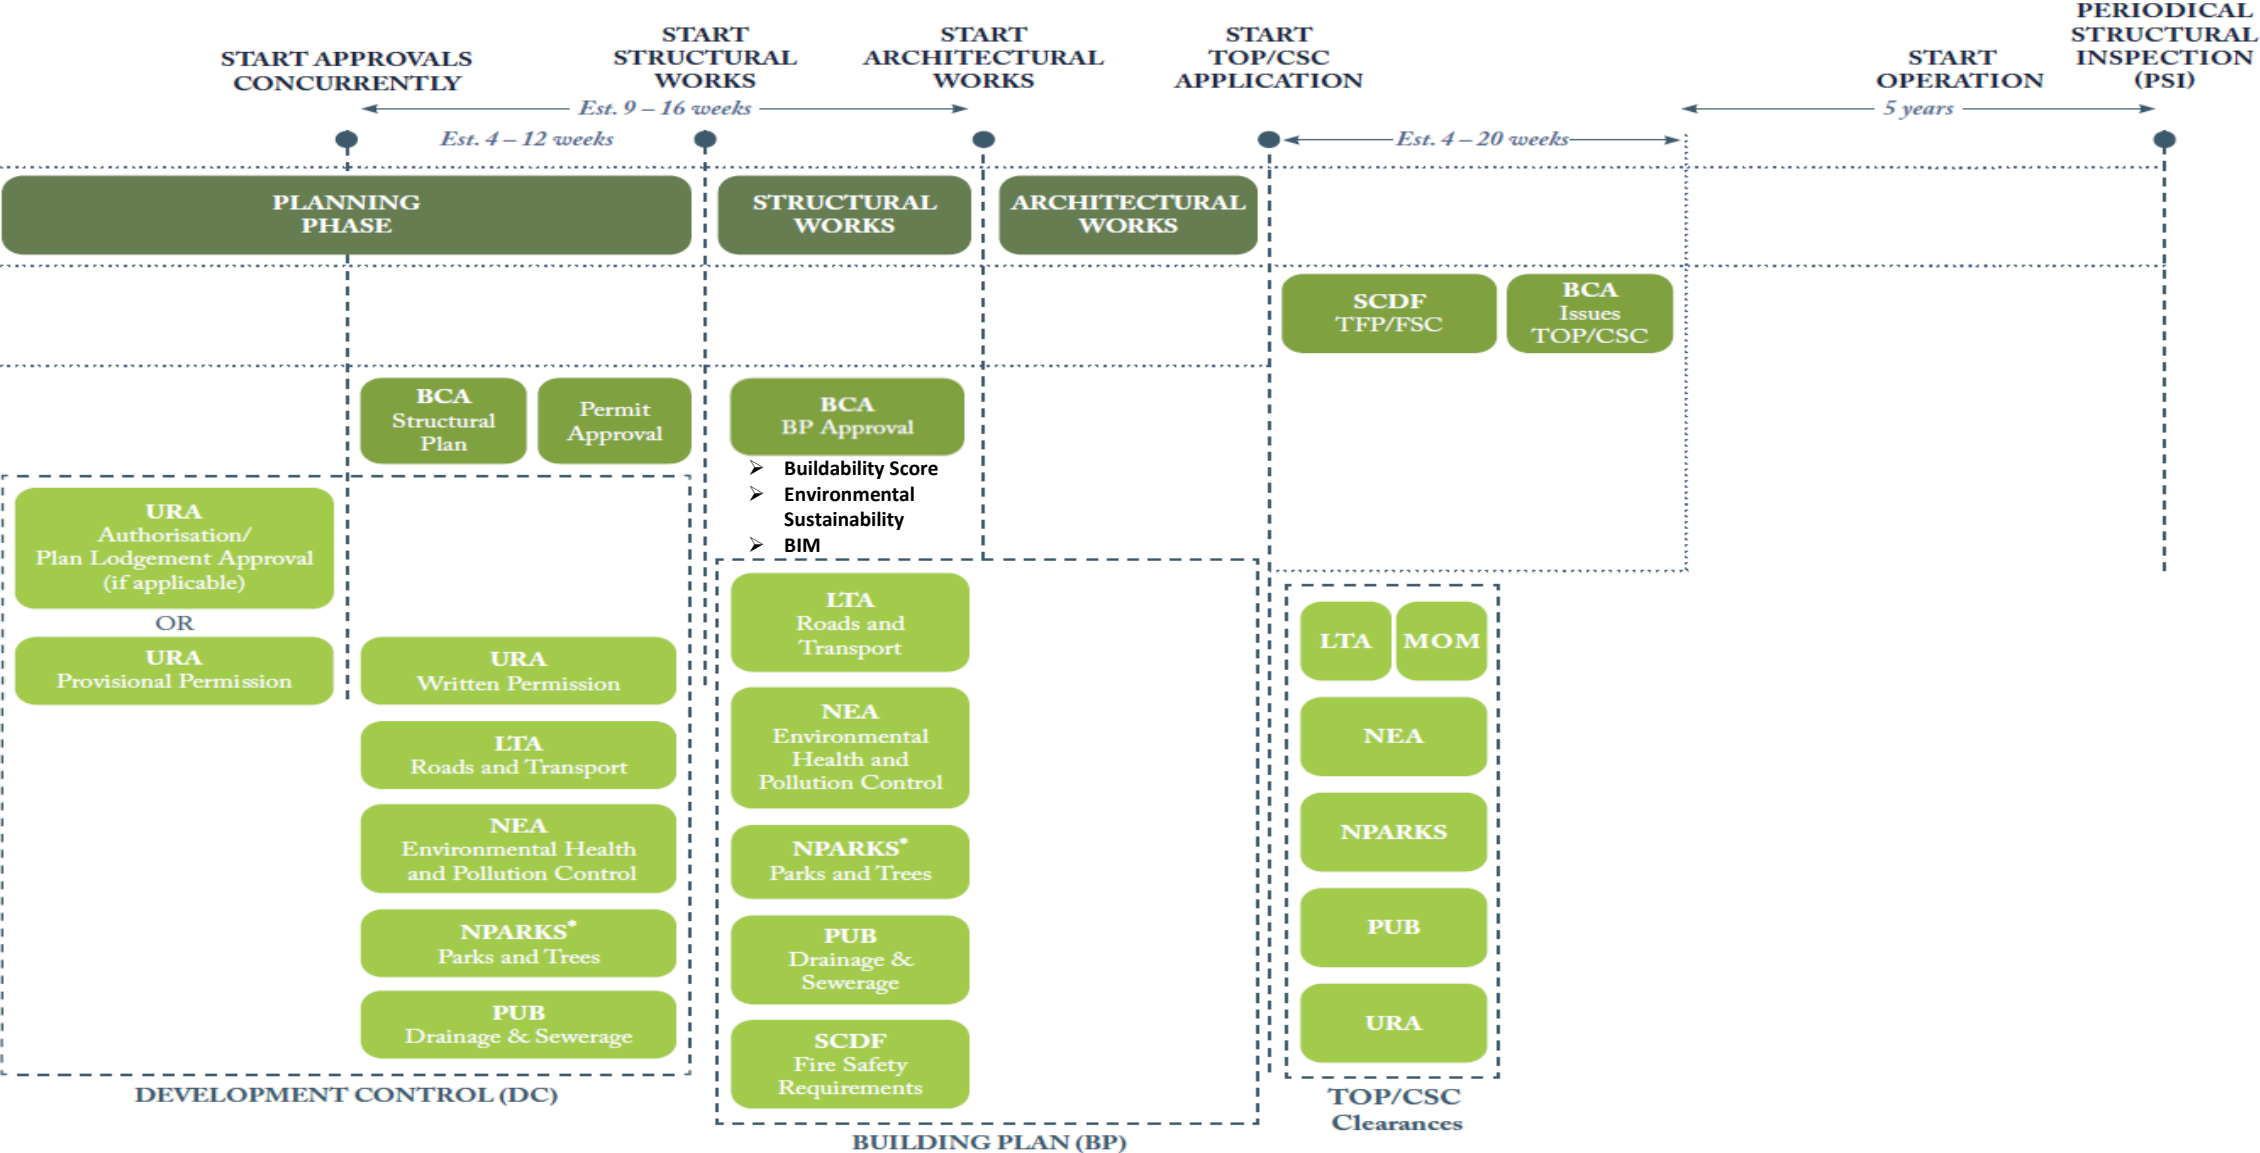 START APPROVALS
CONCURRENTLY
START
STRUCTURAL
WORKS
START
ARCHITECTURAL
WORKS
START
TOP/CSC
APPLICATION
START
OPERATION
PERIODICAL
STRUCTURAL
INSPECTION
(PSI)
Est. 9 – 16 weeks
5 years
Est. 4 – 12 weeks
Est. 4 – 20 weeks
PLANNING
PHASE
STRUCTURAL
WORKS
ARCHITECTURAL
WORKS
SCDF
TFP/FSC
BCA
Issues
TOP/CSC
BCA
Structural
Plan
Permit
Approval
BCA
BP Approval
➢ Buildability Score
➢ Environmental
Sustainability
➢ BIM
URA
Authorisation/
Plan Lodgement Approval
(if applicable)
OR
URA
Provisional Permission
URA
Written Permission
LTA
Roads and Transport
NEA
Environmental Health
and Pollution Control
NPARKS*
Parks and Trees
PUB
Drainage & Sewerage
DEVELOPMENT CONTROL (DC)
LTA
Roads and
Transport
NEA
Environmental
Health and
Pollution Control
NPARKS*
Parks and Trees
PUB
Drainage &
Sewerage
SCDF
Fire Safety
Requirements
BUILDING PLAN (BP)
LTA
MOM
NEA
NPARKS
PUB
URA
TOP/CSC
Clearances